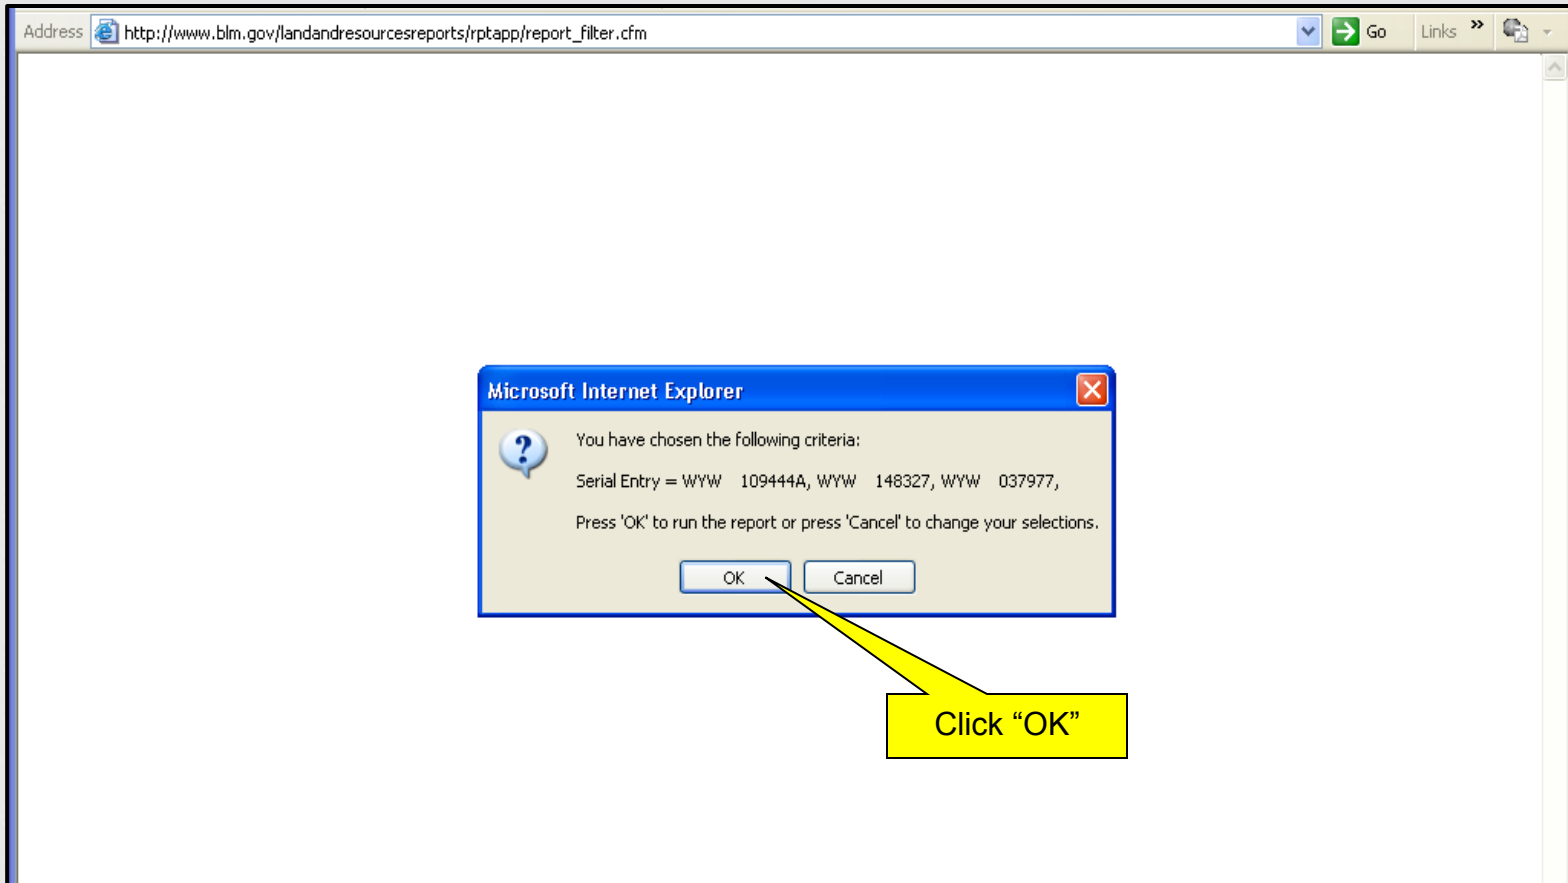 Address http://www.blm.gov/landandresourcesreports/rptapp/report_filter.cfm Go Links »
Microsoft Internet Explorer
You have chosen the following criteria:
Serial Entry = WYW    109444A, WYW    148327, WYW    037977,
Press 'OK' to run the report or press 'Cancel' to change your selections.
OK Cancel
Click “OK”